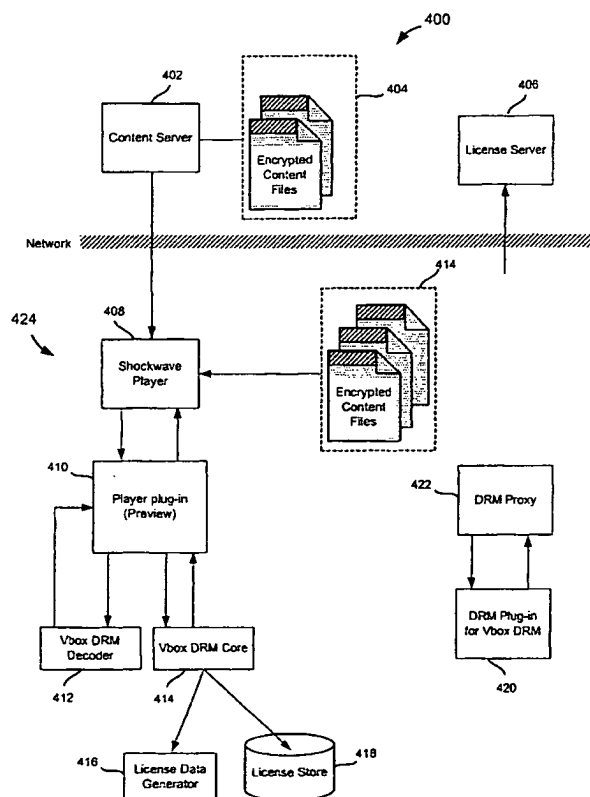 400
402
404
406
Content Server
Encrypted
Content
Files
License Server
Network
414
424
408
Shockwave
Player
Encrypted
Content
Files
410
Player plug-in
(Preview)
422
DRM Proxy
Vbox DRM
Decoder
Vbox DRM Core
DRM Plug-in
for Vbox DRM
412
414
420
416
License Data
Generator
License Store
418